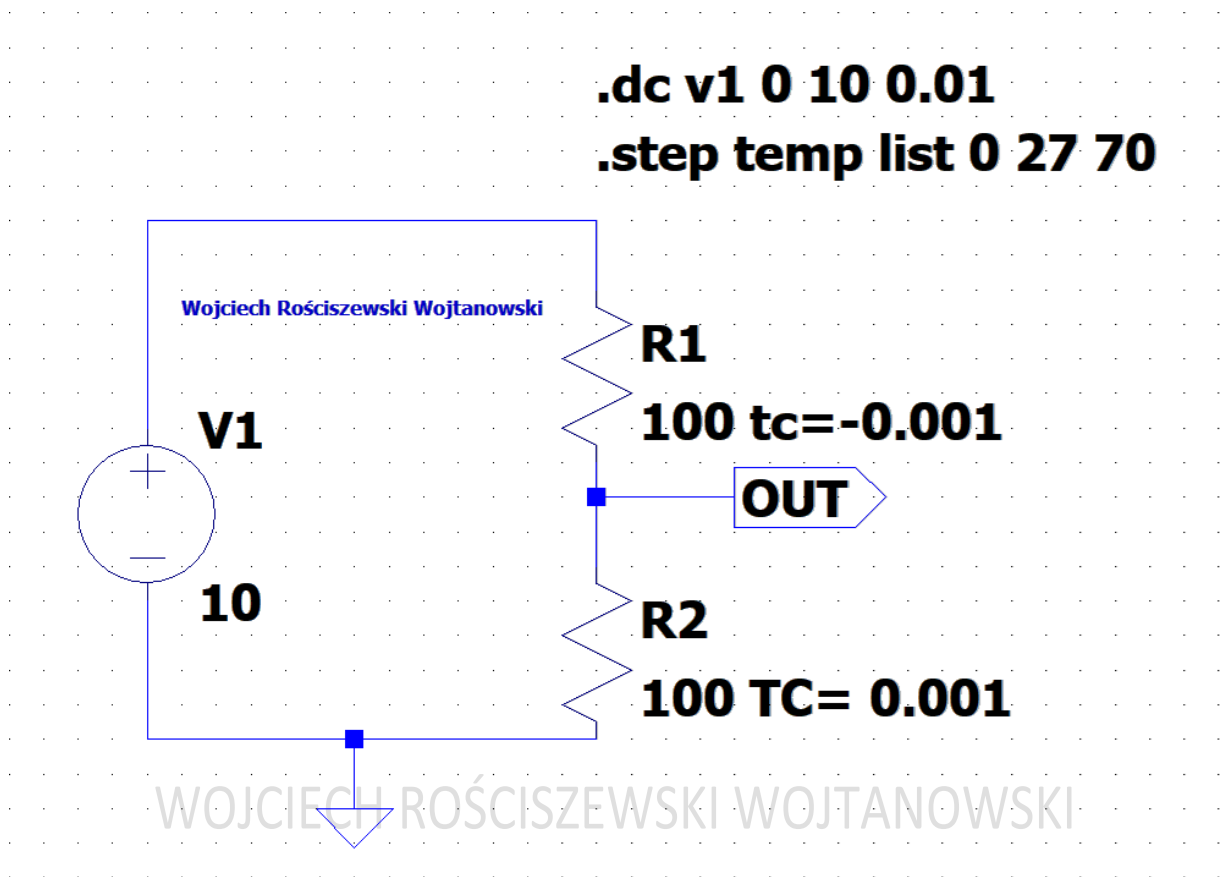 .dc v1 0 10 0.01
.step temp list 0 27 70
Wojciech Rościszewski Wojtanowski
R1
100 tc=-0.001
V1
OUT
10
R2
100 TC= 0.001
WOJCIECH ROŚCISZEWSKI WOJTANOWSKI